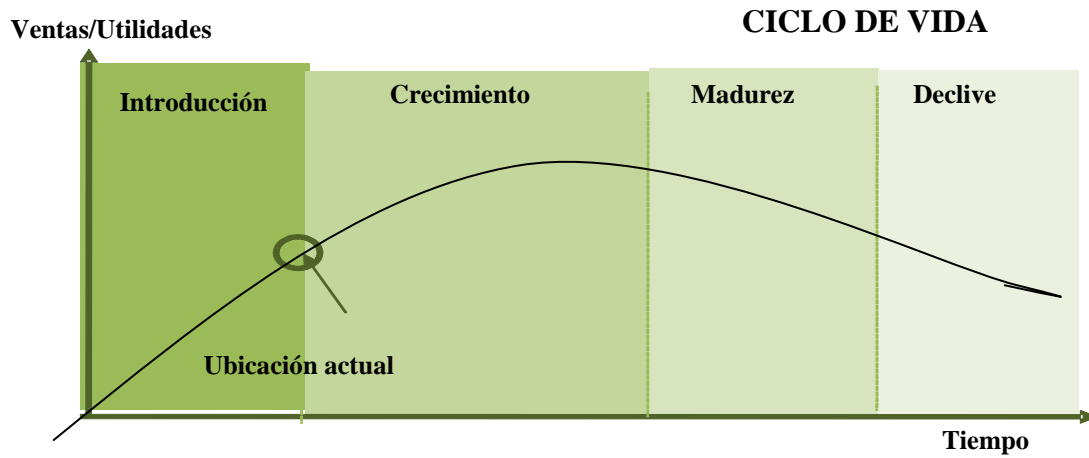 CICLO DE VIDA
Ventas/Utilidades
Introducción
Crecimiento
Madurez
Declive
Ubicación actual
Tiempo